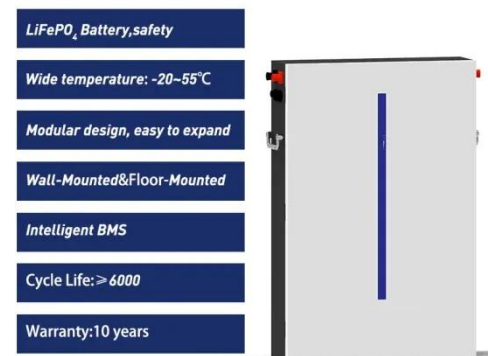 LiFePO₄ Battery,safety
Wide temperature: -20~55℃
Modular design, easy to expand
Wall-Mounted&Floor-Mounted
Intelligent BMS
Cycle Life:≥6000
Warranty:10 years